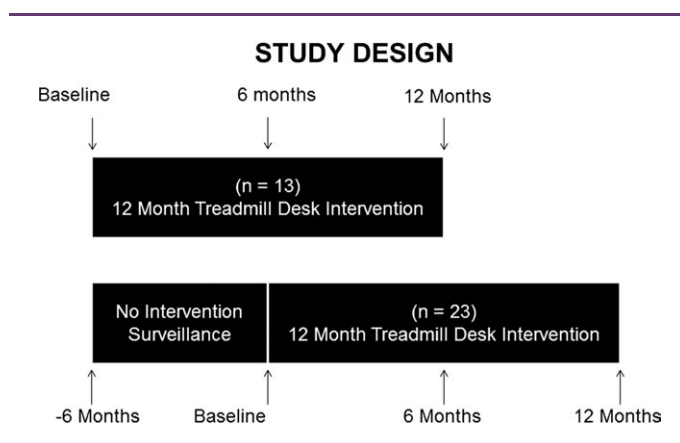 STUDY DESIGN
Baseline 6 months 12 Months
(n = 13)
12 Month Treadmill Desk Intervention
No Intervention
Surveillance
(n = 23)
12 Month Treadmill Desk Intervention
-6 Months Baseline 6 Months 12 Months